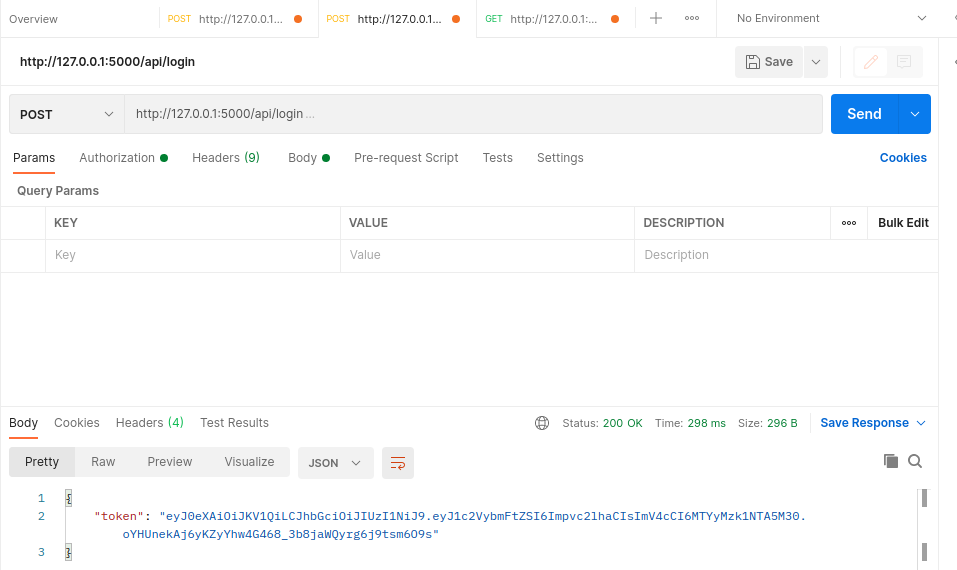 Overview POST http://127.0.0.1... POST http://127.0.0.1... GET http://127.0.0.1:... No Environment
http://127.0.0.1:5000/api/login Save
POST http://127.0.0.1:5000/api/login ... Send
Params Authorization Headers (9) Body Pre-request Script Tests Settings Cookies
Query Params
KEY VALUE DESCRIPTION Bulk Edit
Key Value Description
Body Cookies Headers (4) Test Results Status: 200 OK Time: 298 ms Size: 296 B Save Response
Pretty Raw Preview Visualize JSON
1 {
2 "token": "eyJ0eXAiOiJKV1QiLCJhbGciOiJIUzI1NiJ9.eyJ1c2VybmFtZSI6Impvc2lhaCIsImV4cCI6MTYyMzk1NTA5M30.
oYHUnekAj6yKZyYhw4G468_3b8jaWQyrg6j9tsm6O9s"
3 }